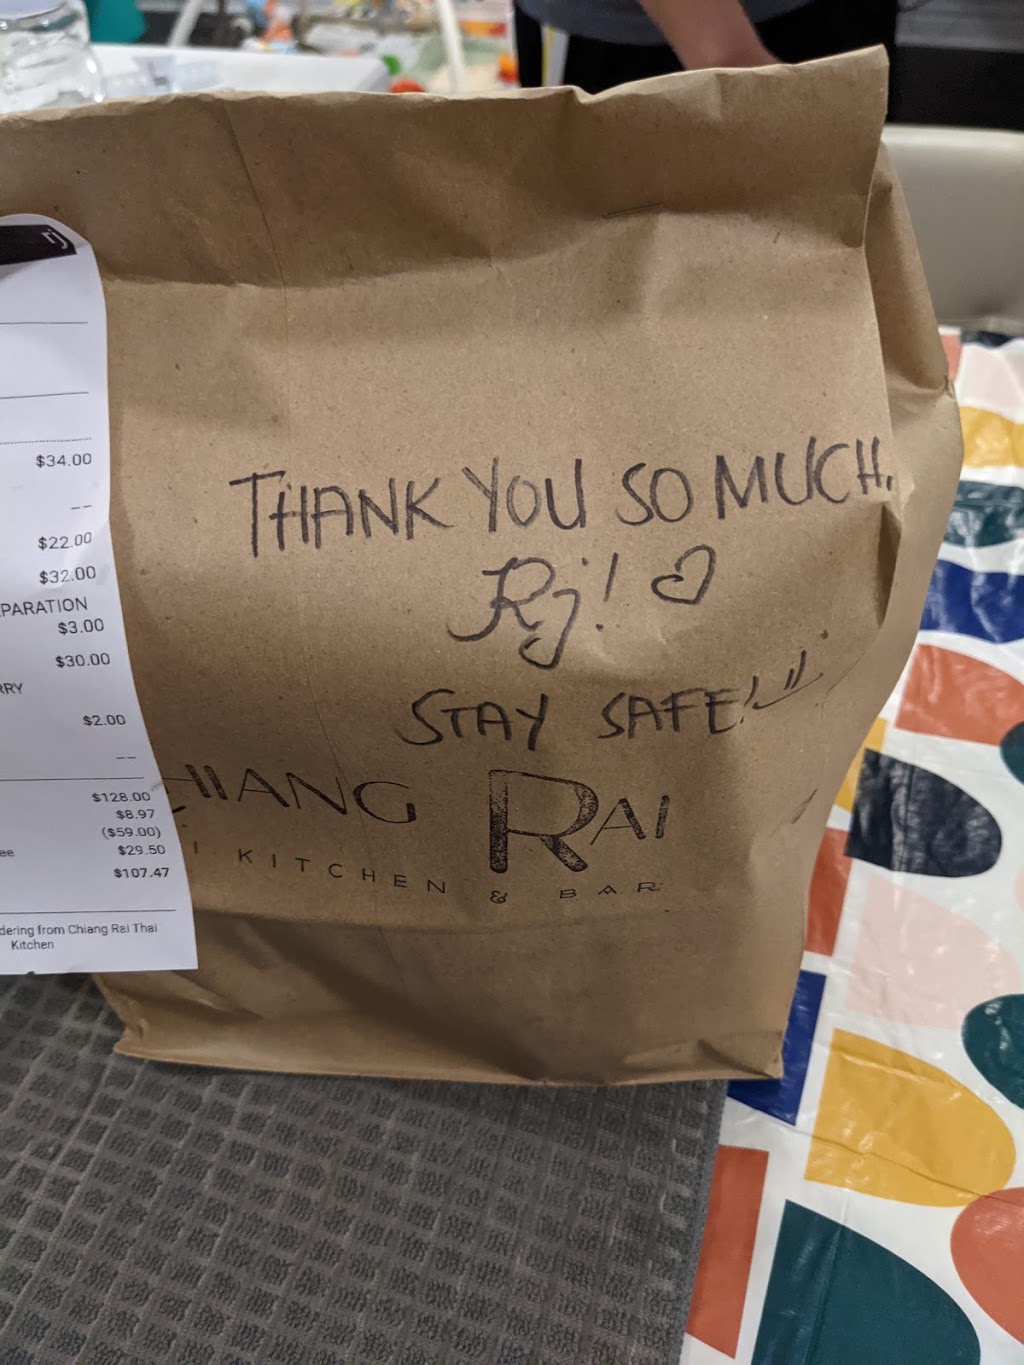 rj
$34.00
--
$22.00
$32.00
PARATION
$3.00
$30.00
RRY
$2.00
--
$128.00
$8.97
($59.00)
ee $29.50
$107.47
dering from Chiang Rai Thai
Kitchen
THANK YOU SO MUCH,
Rj! ♡
STAY SAFE!
HIANG RAI
I KITCHEN & BAR